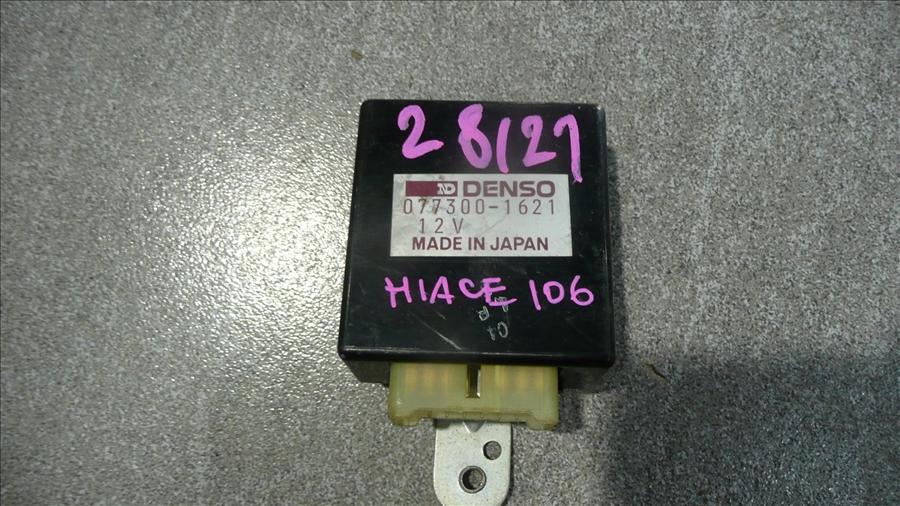 28127
DENSO
077300-1621
12V
MADE IN JAPAN
HIACE 106